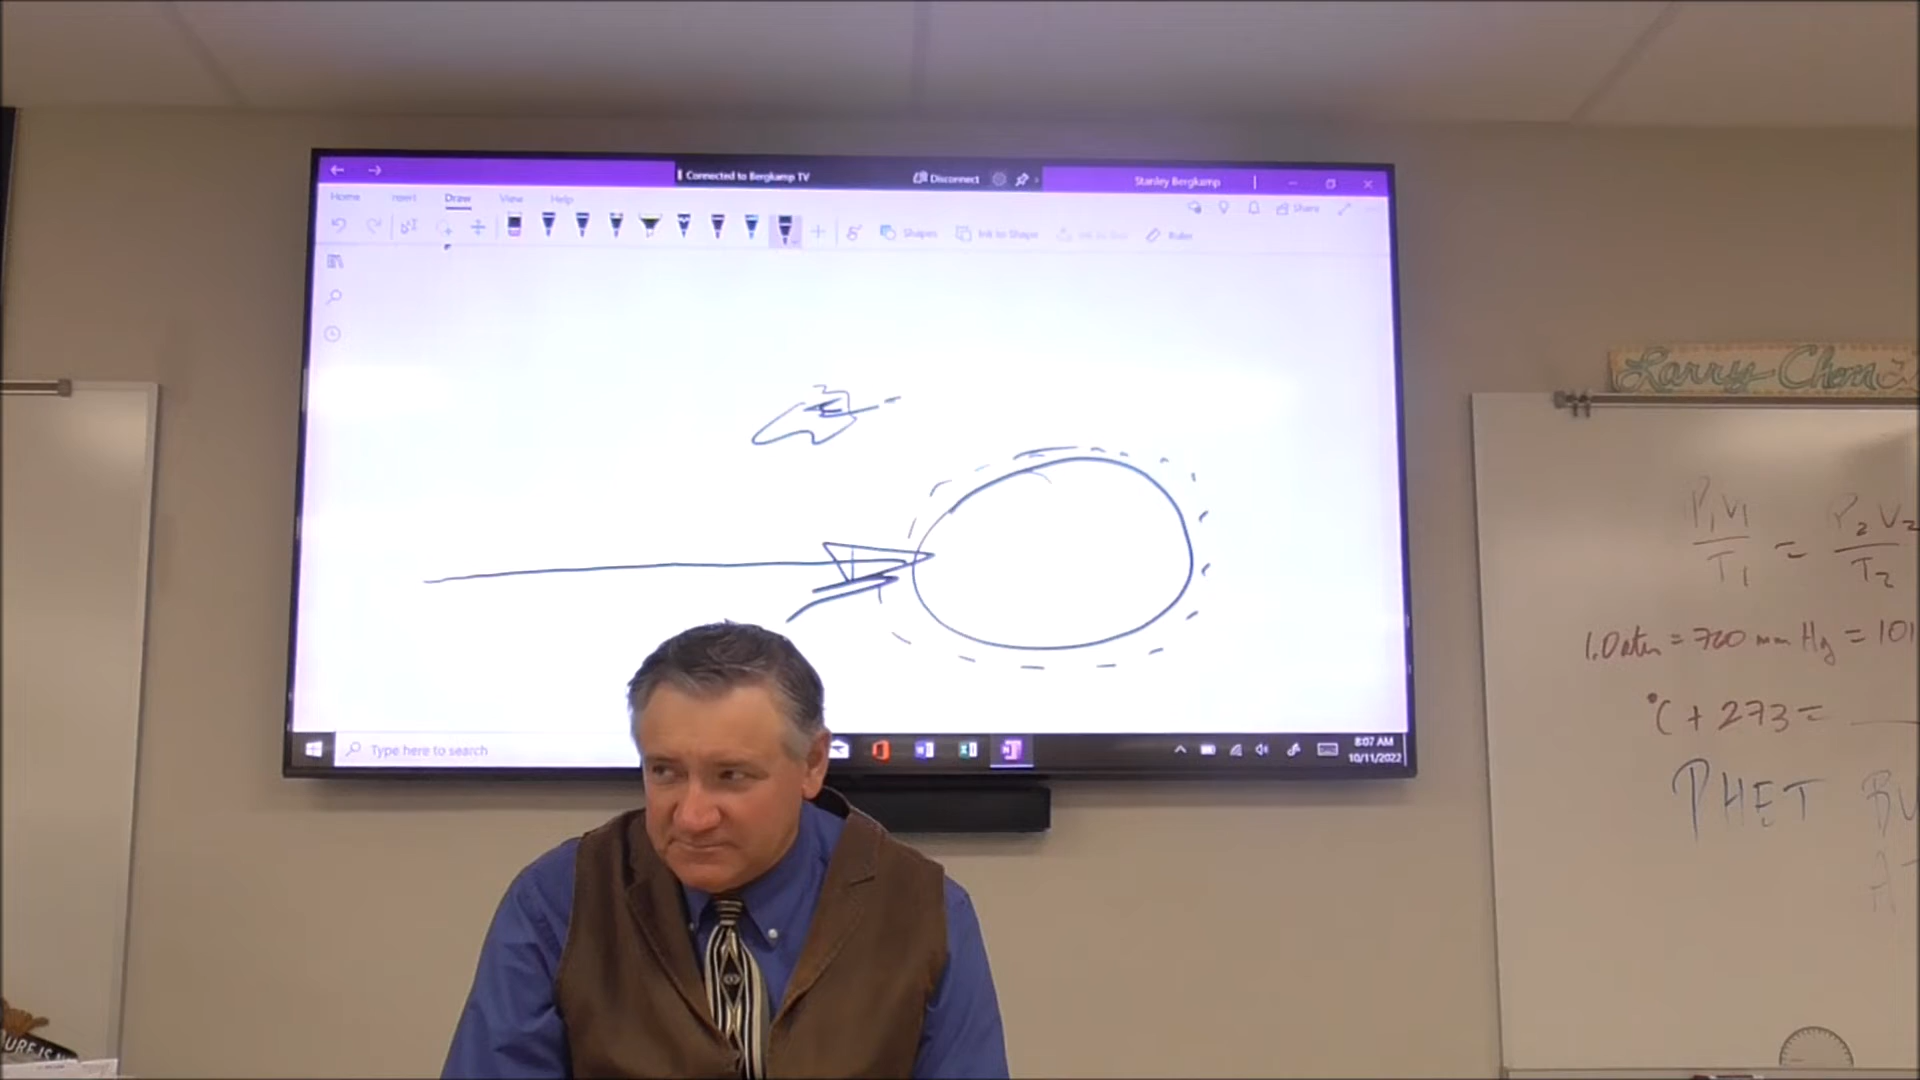 Connected to Bergkamp TV
Disconnect
Stanley Bergkamp
Home
Insert
Draw
View
Help
Share
Shapes
Ink to Shape
Ruler
Type here to search
8:07 AM
10/11/2022
Larry Chem
P₁V₁ / T₁ = P₂V₂ / T₂
1.0 atm = 760 mm Hg = 101
°C + 273 =
PHET BU